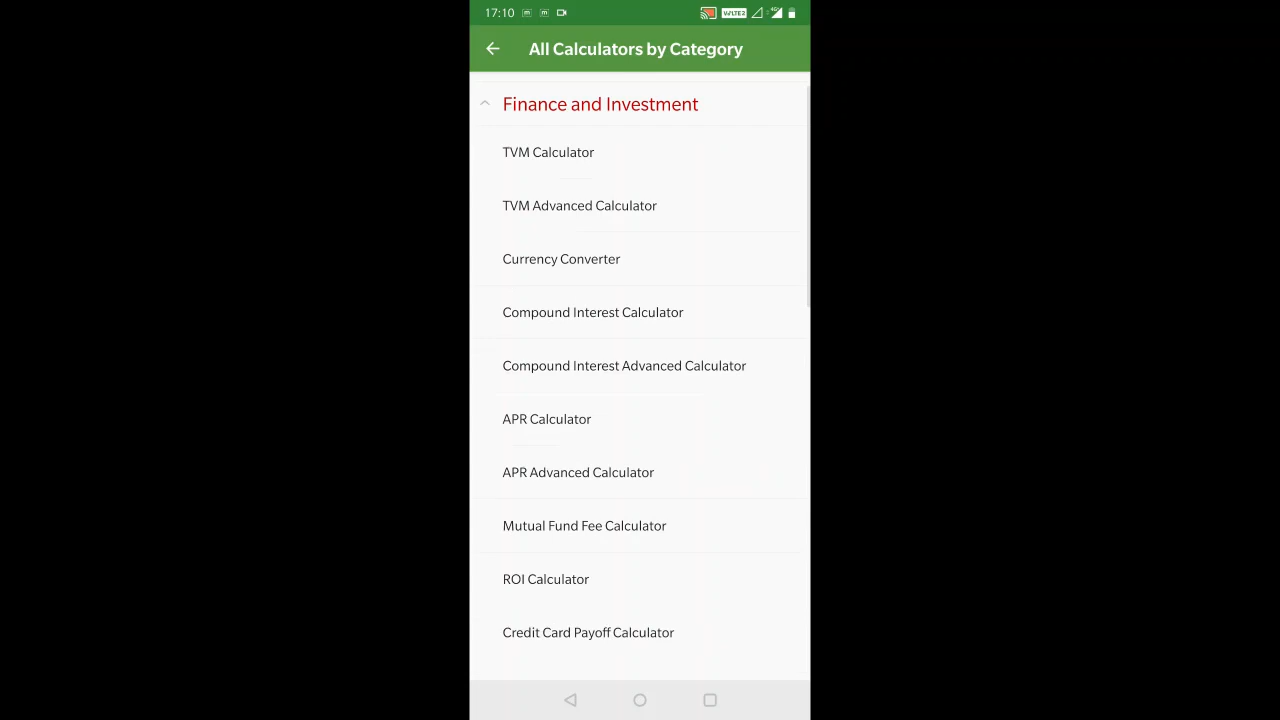 17:10 VoLTE2 4G
All Calculators by Category
Finance and Investment
TVM Calculator
TVM Advanced Calculator
Currency Converter
Compound Interest Calculator
Compound Interest Advanced Calculator
APR Calculator
APR Advanced Calculator
Mutual Fund Fee Calculator
ROI Calculator
Credit Card Payoff Calculator